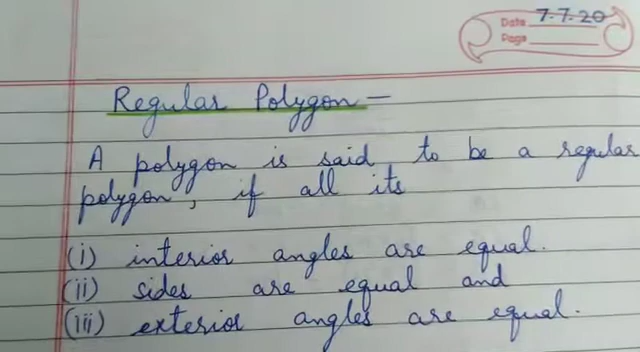 Date 7.7.20
Page
Regular Polygon —
A polygon is said to be a regular
polygon, if all its
(i) interior angles are equal.
(ii) sides are equal and
(iii) exterior angles are equal.